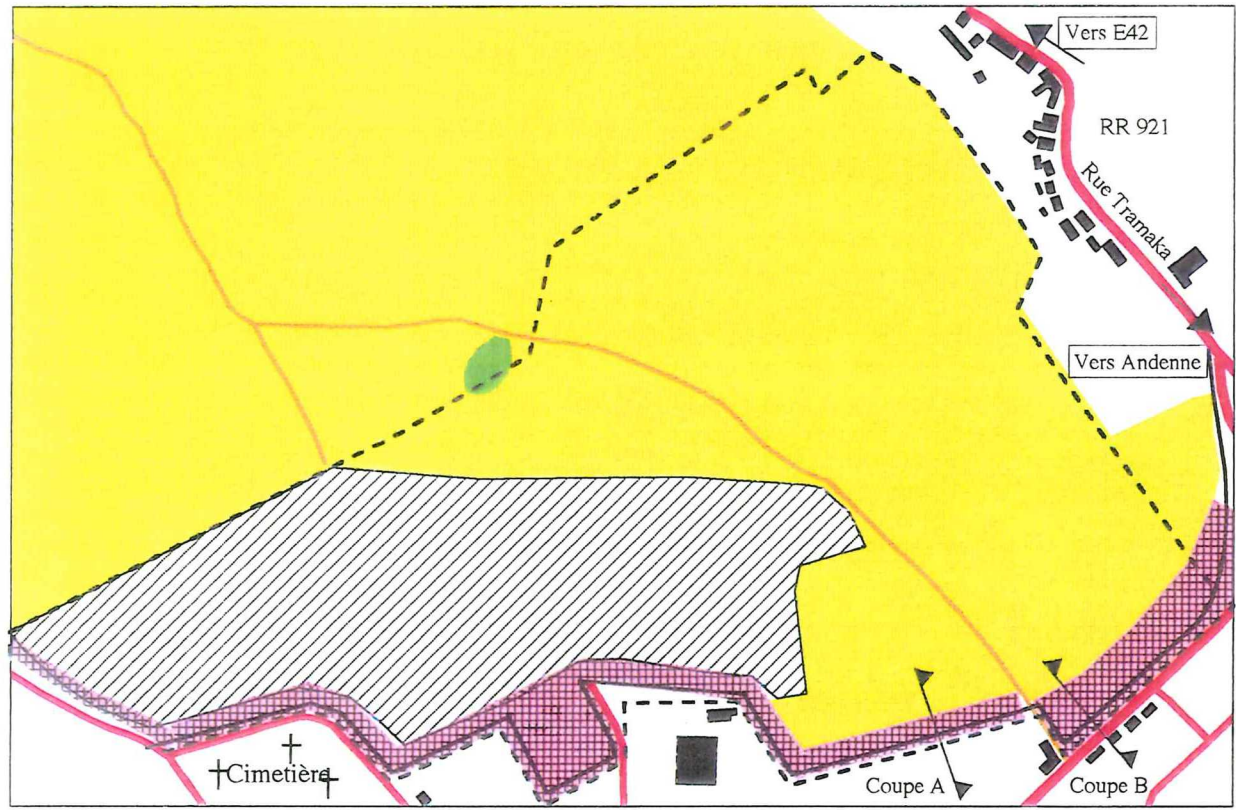 Vers E42
RR 921
Rue Tramaka
Vers Andenne
Cimetière
Coupe A
Coupe B